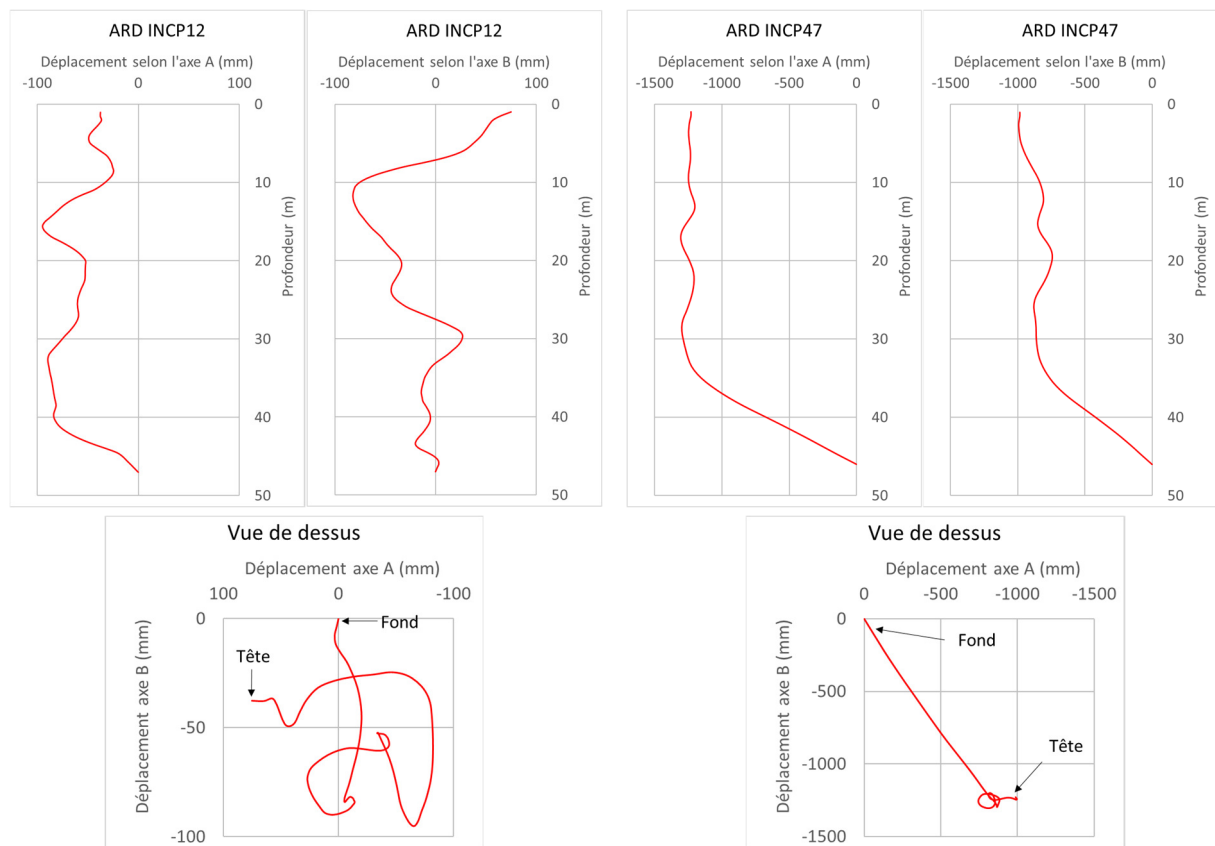 ARD INCP12
Déplacement selon l'axe A (mm)
-100 0 100
0
10
20
30
40
50
Profondeur (m)
ARD INCP12
Déplacement selon l'axe B (mm)
-100 0 100
0
10
20
30
40
50
Profondeur (m)
ARD INCP47
Déplacement selon l'axe A (mm)
-1500 -1000 -500 0
0
10
20
30
40
50
Profondeur (m)
ARD INCP47
Déplacement selon l'axe B (mm)
-1500 -1000 -500 0
0
10
20
30
40
50
Profondeur (m)
Vue de dessus
Déplacement axe A (mm)
100 0 -100
0
-50
-100
Déplacement axe B (mm)
Fond
Tête
Vue de dessus
Déplacement axe A (mm)
0 -500 -1000 -1500
0
-500
-1000
-1500
Déplacement axe B (mm)
Fond
Tête